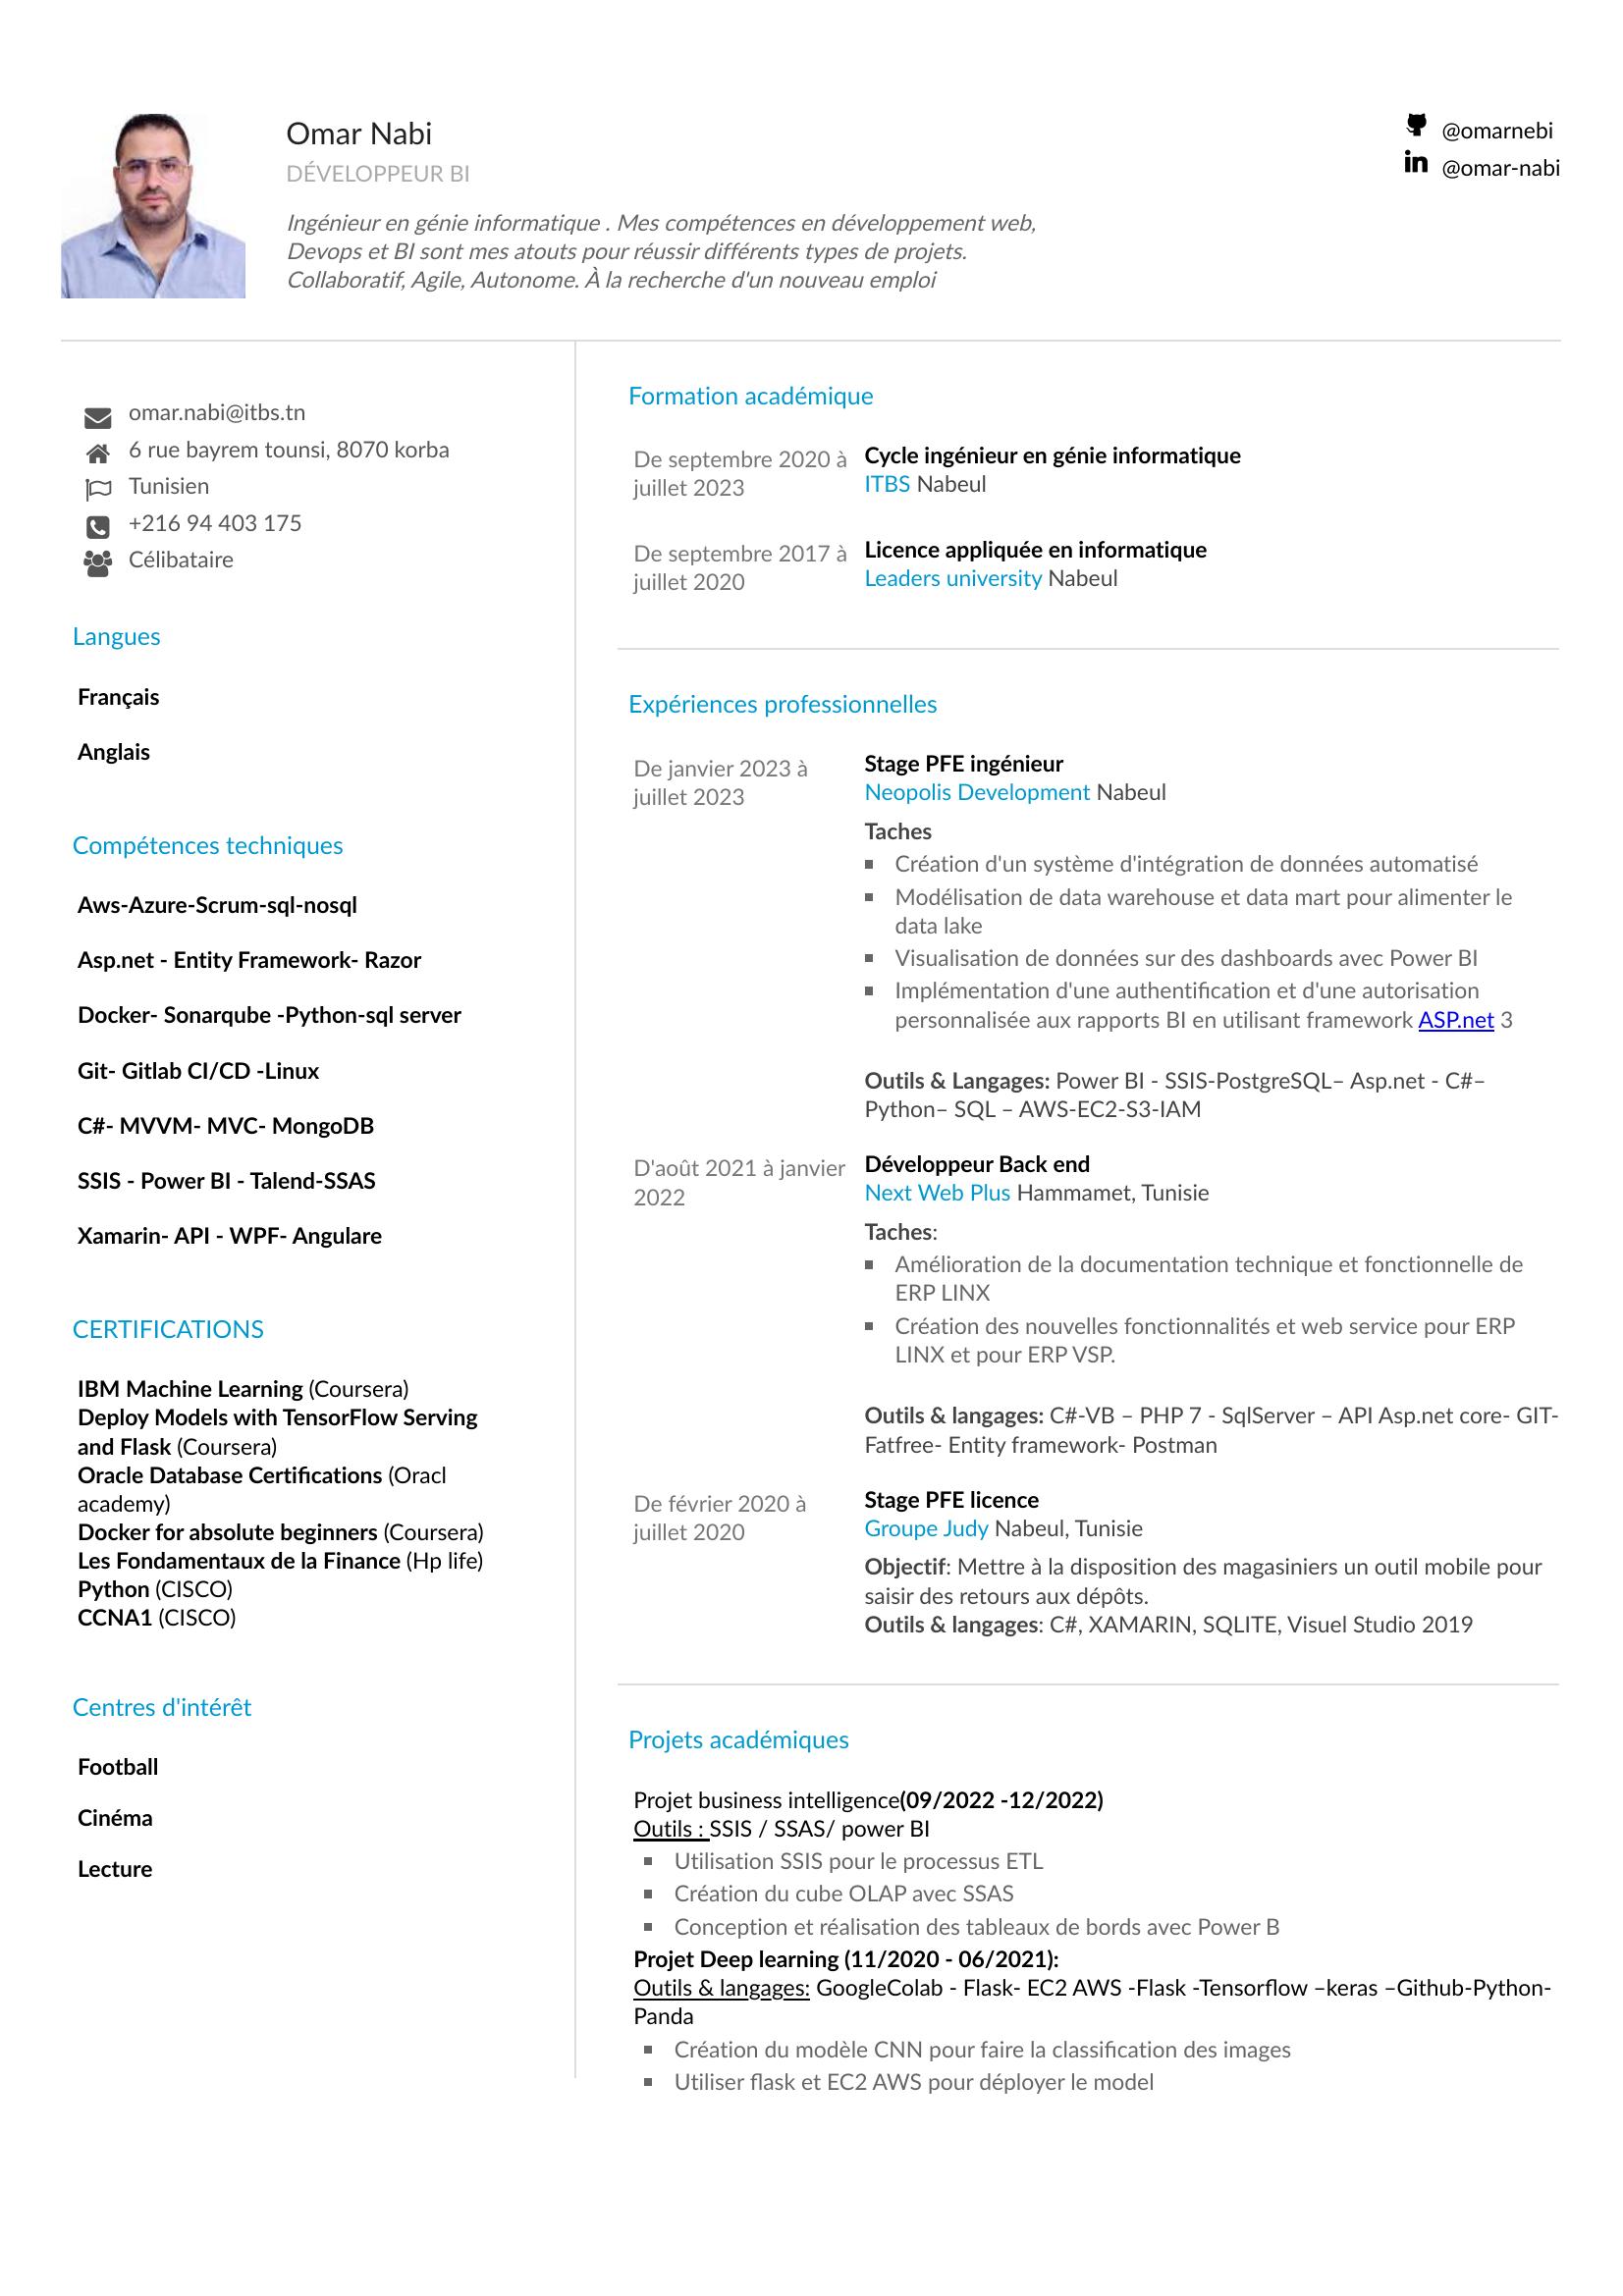 Omar Nabi
DÉVELOPPEUR BI
Ingénieur en génie informatique . Mes compétences en développement web,
Devops et BI sont mes atouts pour réussir différents types de projets.
Collaboratif, Agile, Autonome. À la recherche d'un nouveau emploi
@omarnebi
@omar-nabi
omar.nabi@itbs.tn
6 rue bayrem tounsi, 8070 korba
Tunisien
+216 94 403 175
Célibataire
Langues
Français
Anglais
Compétences techniques
Aws-Azure-Scrum-sql-nosql
Asp.net - Entity Framework- Razor
Docker- Sonarqube -Python-sql server
Git- Gitlab CI/CD -Linux
C#- MVVM- MVC- MongoDB
SSIS - Power BI - Talend-SSAS
Xamarin- API - WPF- Angulare
CERTIFICATIONS
IBM Machine Learning (Coursera)
Deploy Models with TensorFlow Serving
and Flask (Coursera)
Oracle Database Certifications (Oracl
academy)
Docker for absolute beginners (Coursera)
Les Fondamentaux de la Finance (Hp life)
Python (CISCO)
CCNA1 (CISCO)
Centres d'intérêt
Football
Cinéma
Lecture
Formation académique
De septembre 2020 à
juillet 2023
Cycle ingénieur en génie informatique
ITBS Nabeul
De septembre 2017 à
juillet 2020
Licence appliquée en informatique
Leaders university Nabeul
Expériences professionnelles
De janvier 2023 à
juillet 2023
Stage PFE ingénieur
Neopolis Development Nabeul
Taches
▪ Création d'un système d'intégration de données automatisé
▪ Modélisation de data warehouse et data mart pour alimenter le
data lake
▪ Visualisation de données sur des dashboards avec Power BI
▪ Implémentation d'une authentification et d'une autorisation
personnalisée aux rapports BI en utilisant framework ASP.net 3
Outils & Langages: Power BI - SSIS-PostgreSQL– Asp.net - C#–
Python– SQL – AWS-EC2-S3-IAM
D'août 2021 à janvier
2022
Développeur Back end
Next Web Plus Hammamet, Tunisie
Taches:
▪ Amélioration de la documentation technique et fonctionnelle de
ERP LINX
▪ Création des nouvelles fonctionnalités et web service pour ERP
LINX et pour ERP VSP.
Outils & langages: C#-VB – PHP 7 - SqlServer – API Asp.net core- GIT-
Fatfree- Entity framework- Postman
De février 2020 à
juillet 2020
Stage PFE licence
Groupe Judy Nabeul, Tunisie
Objectif: Mettre à la disposition des magasiniers un outil mobile pour
saisir des retours aux dépôts.
Outils & langages: C#, XAMARIN, SQLITE, Visuel Studio 2019
Projets académiques
Projet business intelligence(09/2022 -12/2022)
Outils : SSIS / SSAS/ power BI
▪ Utilisation SSIS pour le processus ETL
▪ Création du cube OLAP avec SSAS
▪ Conception et réalisation des tableaux de bords avec Power B
Projet Deep learning (11/2020 - 06/2021):
Outils & langages: GoogleColab - Flask- EC2 AWS -Flask -Tensorflow –keras –Github-Python-
Panda
▪ Création du modèle CNN pour faire la classification des images
▪ Utiliser flask et EC2 AWS pour déployer le model